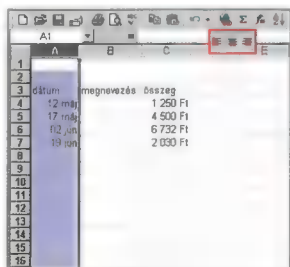 A1 =
A B C E
1
2
3 dátum megnevezés összeg
4 12 máj 1 250 Ft
5 17 máj 4 500 Ft
6 02 jún 6 732 Ft
7 19 jún 2 030 Ft
8
9
10
11
12
13
14
15
16